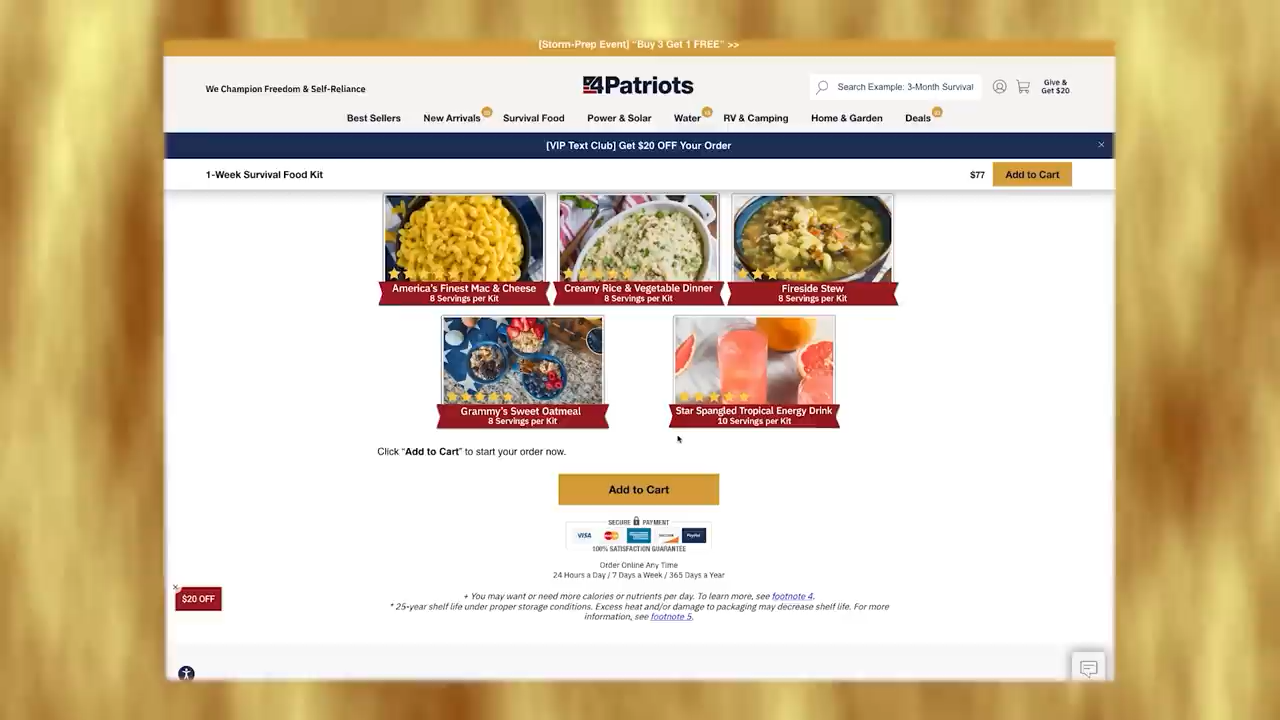 [Storm-Prep Event] "Buy 3 Get 1 FREE" >>
We Champion Freedom & Self-Reliance
4Patriots
Search Example: 3-Month Survival
Give &
Get $20
Best Sellers
New Arrivals
Survival Food
Power & Solar
Water
RV & Camping
Home & Garden
Deals
[VIP Text Club] Get $20 OFF Your Order
1-Week Survival Food Kit
$77
Add to Cart
America's Finest Mac & Cheese
8 Servings per Kit
Creamy Rice & Vegetable Dinner
8 Servings per Kit
Fireside Stew
8 Servings per Kit
Grammy's Sweet Oatmeal
8 Servings per Kit
Star Spangled Tropical Energy Drink
10 Servings per Kit
Click "Add to Cart" to start your order now.
Add to Cart
SECURE PAYMENT
VISA
PayPal
100% SATISFACTION GUARANTEE
Order Online Any Time
24 Hours a Day / 7 Days a Week / 365 Days a Year
$20 OFF
+ You may want or need more calories or nutrients per day. To learn more, see footnote 4.
* 25-year shelf life under proper storage conditions. Excess heat and/or damage to packaging may decrease shelf life. For more
information, see footnote 5.